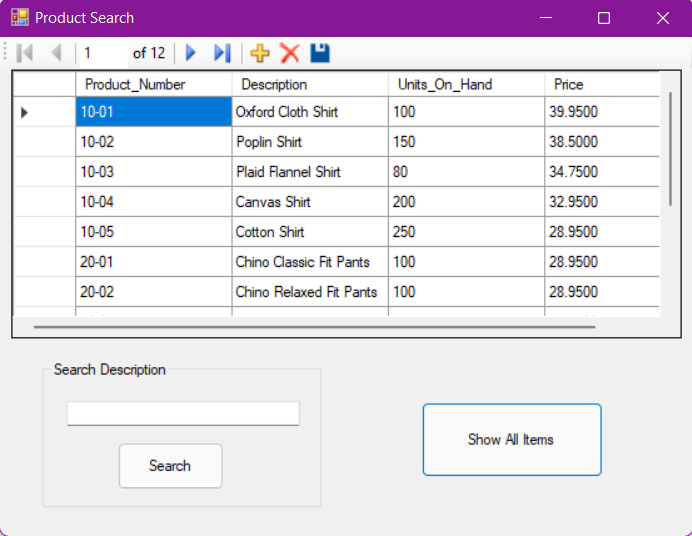 Product Search
1 of 12
Product_Number Description Units_On_Hand Price
10-01 Oxford Cloth Shirt 100 39.9500
10-02 Poplin Shirt 150 38.5000
10-03 Plaid Flannel Shirt 80 34.7500
10-04 Canvas Shirt 200 32.9500
10-05 Cotton Shirt 250 28.9500
20-01 Chino Classic Fit Pants 100 28.9500
20-02 Chino Relaxed Fit Pants 100 28.9500
Search Description
Search
Show All Items